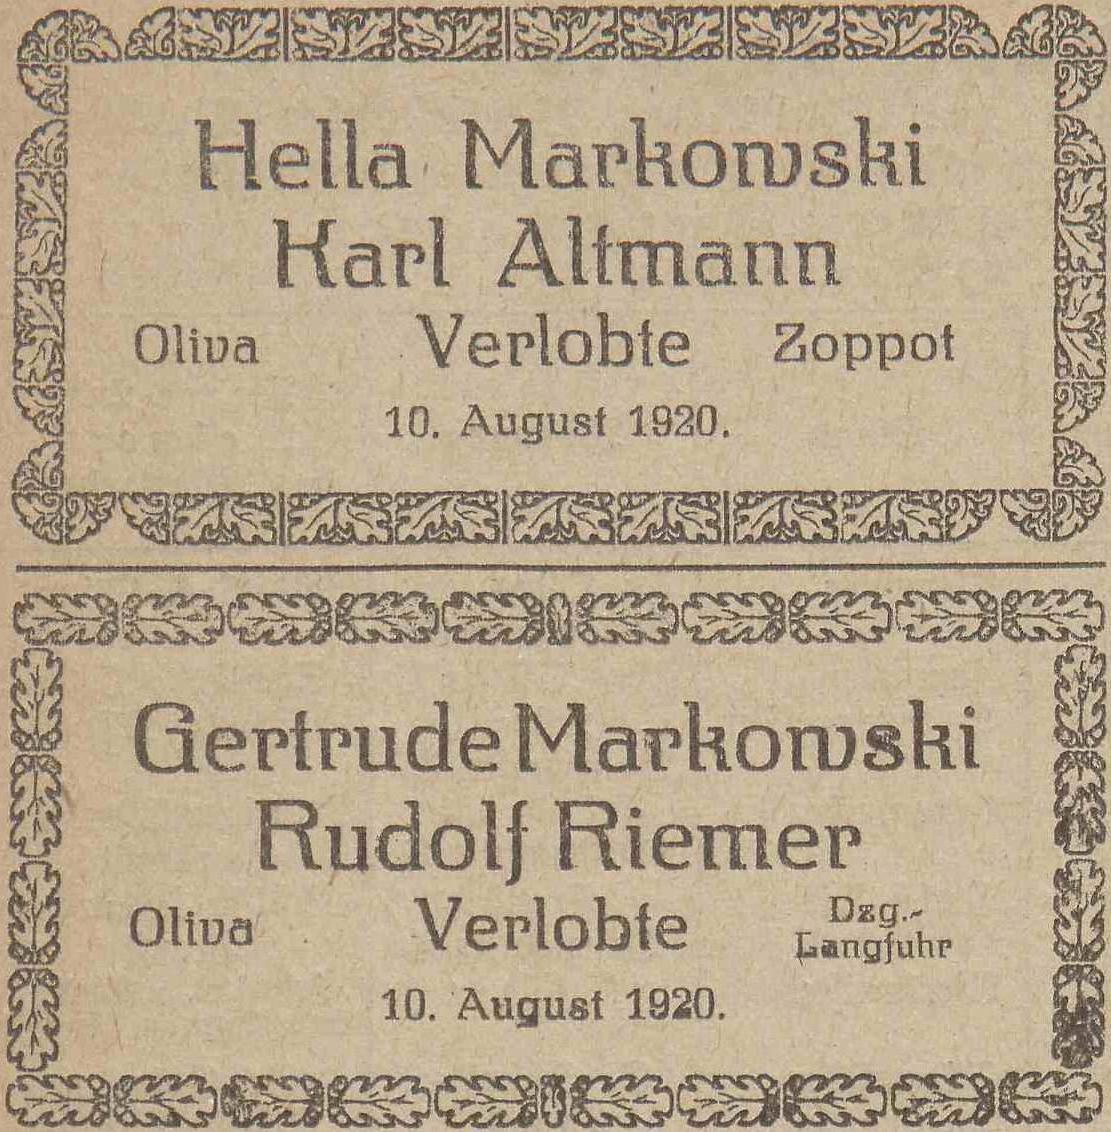 Hella Markowski
Karl Altmann
Oliva Verlobte Zoppot
10. August 1920.
Gertrude Markowski
Rudolf Riemer
Oliva Verlobte Dzg.-
Langfuhr
10. August 1920.